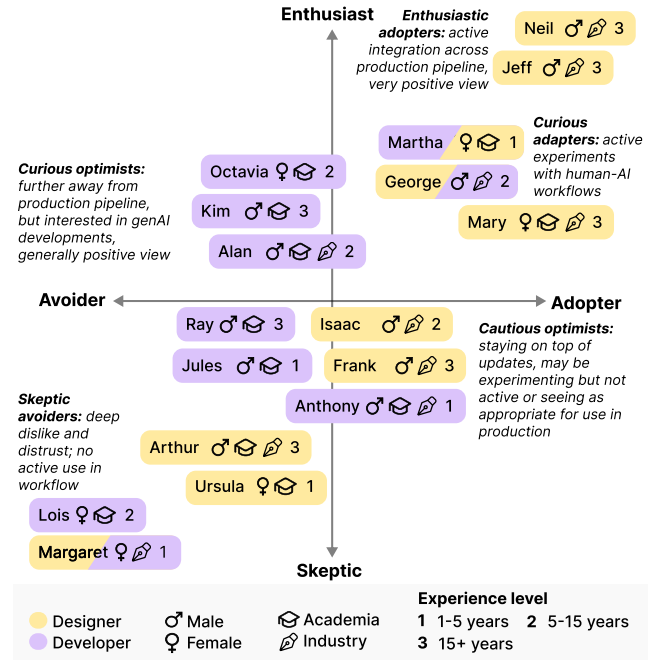 Enthusiast
Enthusiastic
adopters: active
integration across
production pipeline,
very positive view
Neil 3
Jeff 3
Curious
adapters: active
experiments
with human-AI
workflows
Martha 1
George 2
Mary 3
Curious optimists:
further away from
production pipeline,
but interested in genAI
developments,
generally positive view
Octavia 2
Kim 3
Alan 2
Avoider
Adopter
Ray 3
Isaac 2
Jules 1
Frank 3
Anthony 1
Cautious optimists:
staying on top of
updates, may be
experimenting but not
active or seeing as
appropriate for use in
production
Skeptic
avoiders: deep
dislike and
distrust; no
active use in
workflow
Arthur 3
Ursula 1
Lois 2
Margaret 1
Skeptic
Designer
Developer
Male
Female
Academia
Industry
Experience level
1 1-5 years 2 5-15 years
3 15+ years